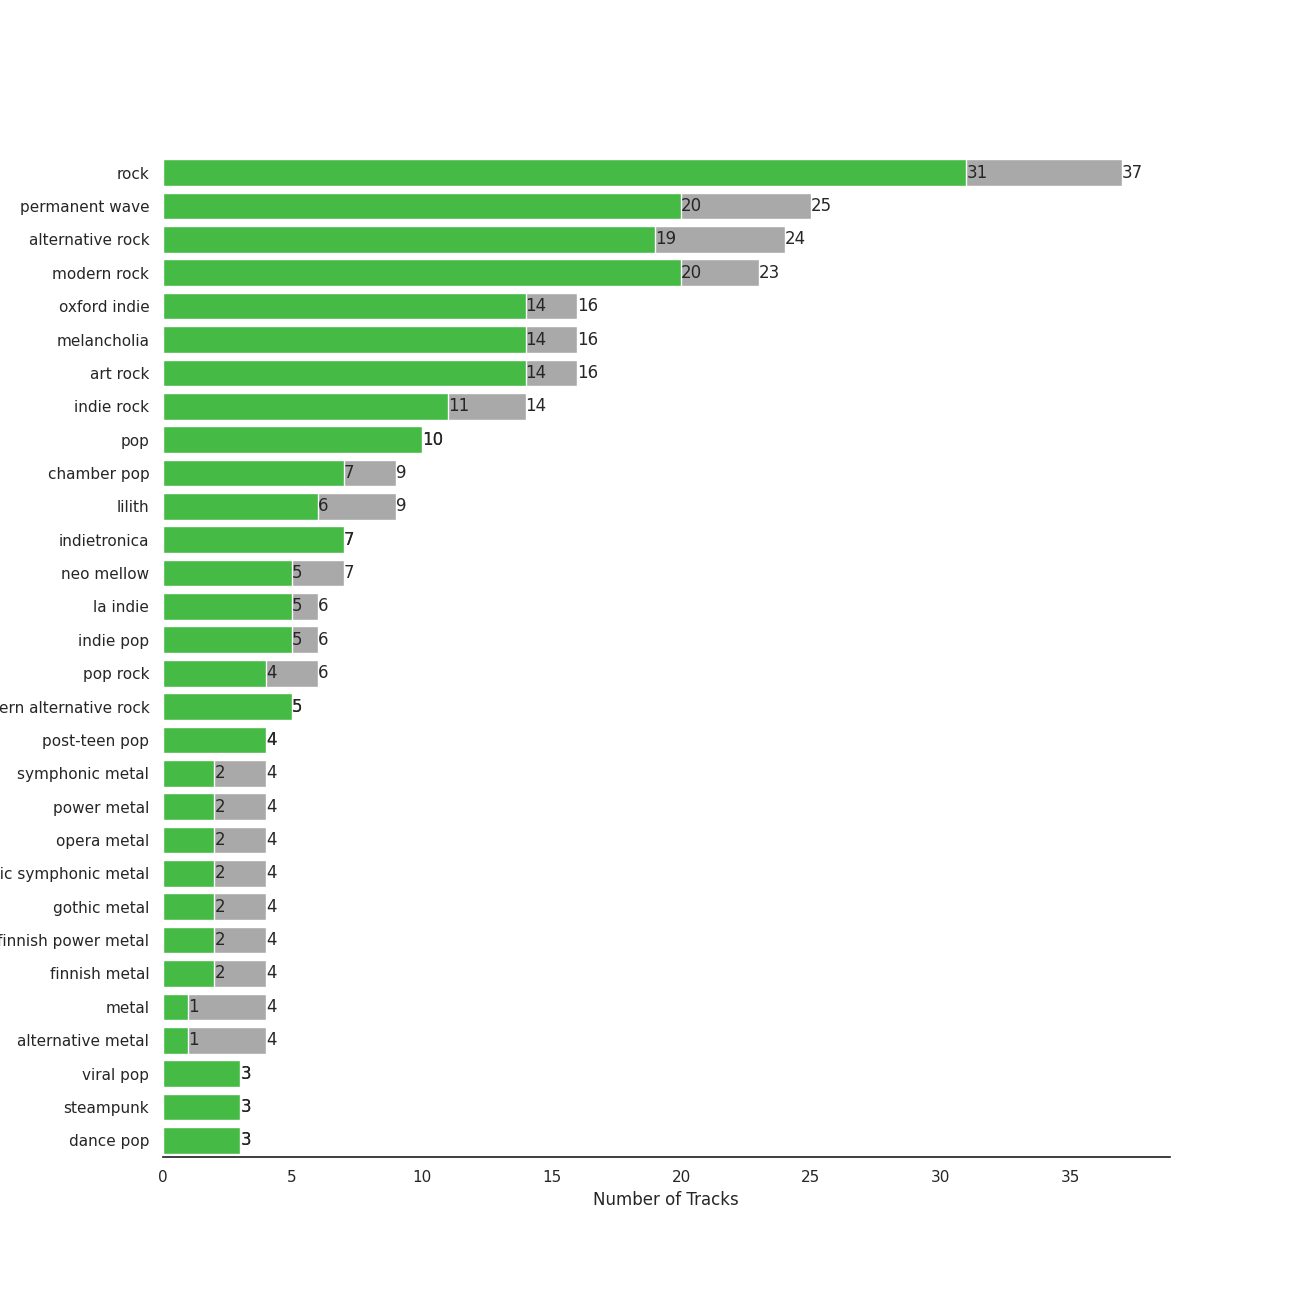 rock 31 37
permanent wave 20 25
alternative rock 19 24
modern rock 20 23
oxford indie 14 16
melancholia 14 16
art rock 14 16
indie rock 11 14
pop 10
chamber pop 7 9
lilith 6 9
indietronica 7
neo mellow 5 7
la indie 5 6
indie pop 5 6
pop rock 4 6
ern alternative rock 5
post-teen pop 4
symphonic metal 2 4
power metal 2 4
opera metal 2 4
ic symphonic metal 2 4
gothic metal 2 4
finnish power metal 2 4
finnish metal 2 4
metal 1 4
alternative metal 1 4
viral pop 3
steampunk 3
dance pop 3
0 5 10 15 20 25 30 35
Number of Tracks